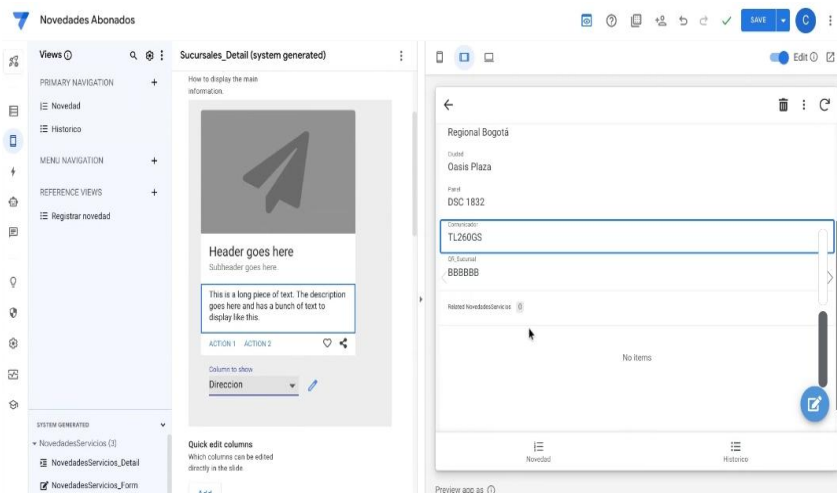 Novedades Abonados
SAVE
C
Views
PRIMARY NAVIGATION
Novedad
Historico
MENU NAVIGATION
REFERENCE VIEWS
Registrar novedad
SYSTEM GENERATED
NovedadesServicios (3)
NovedadesServicios_Detail
NovedadesServicios_Form
Sucursales_Detail (system generated)
How to display the main
information.
Header goes here
Subheader goes here.
This is a long piece of text. The description
goes here and has a bunch of text to
display like this.
ACTION 1 ACTION 2
Column to show
Direccion
Quick edit columns
Which columns can be edited
directly in the slide
Add
Edit
Regional Bogotá
Ciudad
Oasis Plaza
Panel
DSC 1832
Comunicador
TL260GS
QR_Sucursal
BBBBBB
Related NovedadesServicios 0
No items
Novedad
Historico
Preview app as